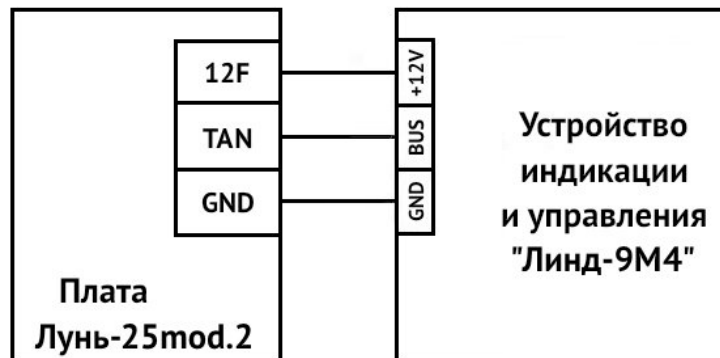 12F
TAN
GND
+12V
BUS
GND
Устройство
индикации
и управления
"Линд-9М4"
Плата
Лунь-25mod.2